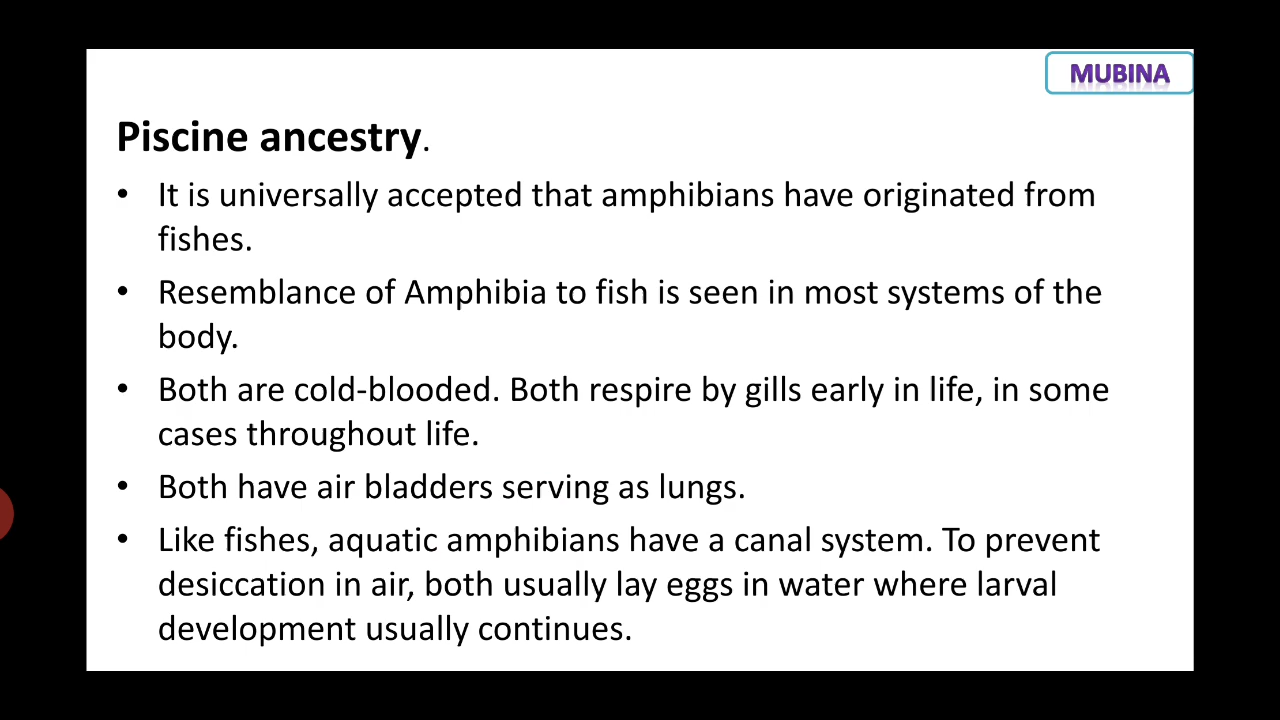 MUBINA
Piscine ancestry.
• It is universally accepted that amphibians have originated from
fishes.
• Resemblance of Amphibia to fish is seen in most systems of the
body.
• Both are cold-blooded. Both respire by gills early in life, in some
cases throughout life.
• Both have air bladders serving as lungs.
• Like fishes, aquatic amphibians have a canal system. To prevent
desiccation in air, both usually lay eggs in water where larval
development usually continues.